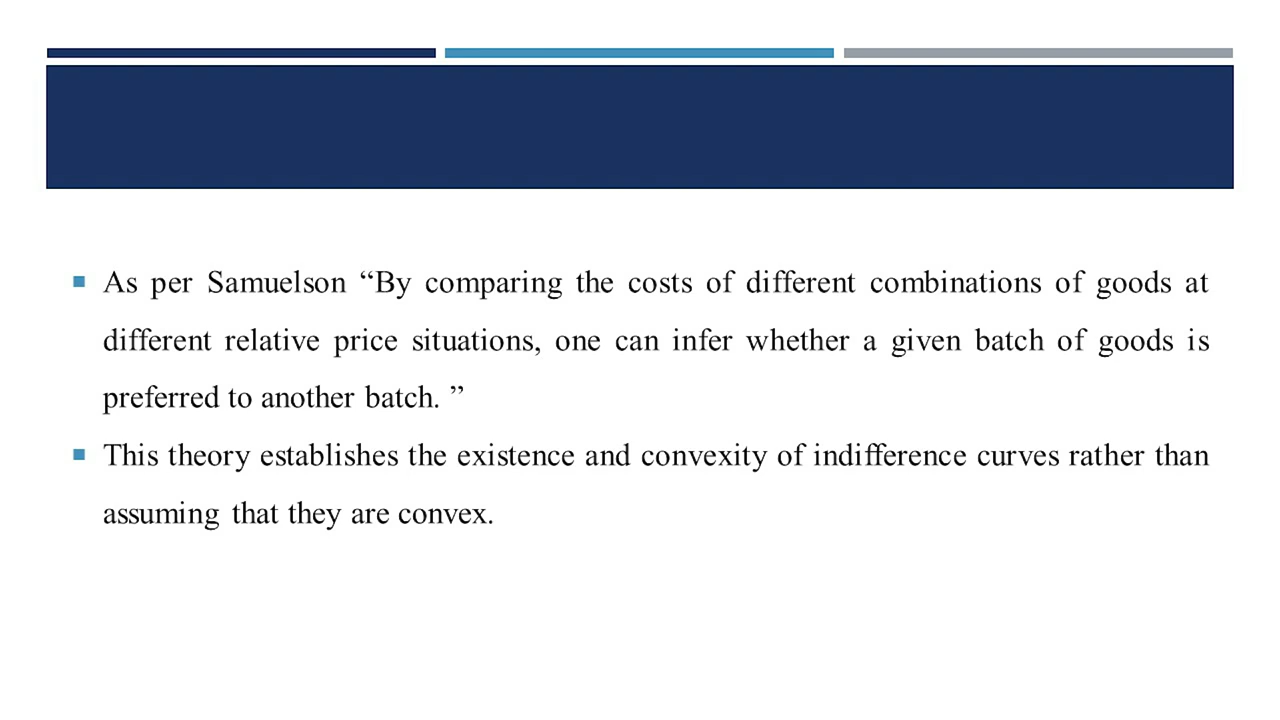 As per Samuelson “By comparing the costs of different combinations of goods at
different relative price situations, one can infer whether a given batch of goods is
preferred to another batch. ”
This theory establishes the existence and convexity of indifference curves rather than
assuming that they are convex.